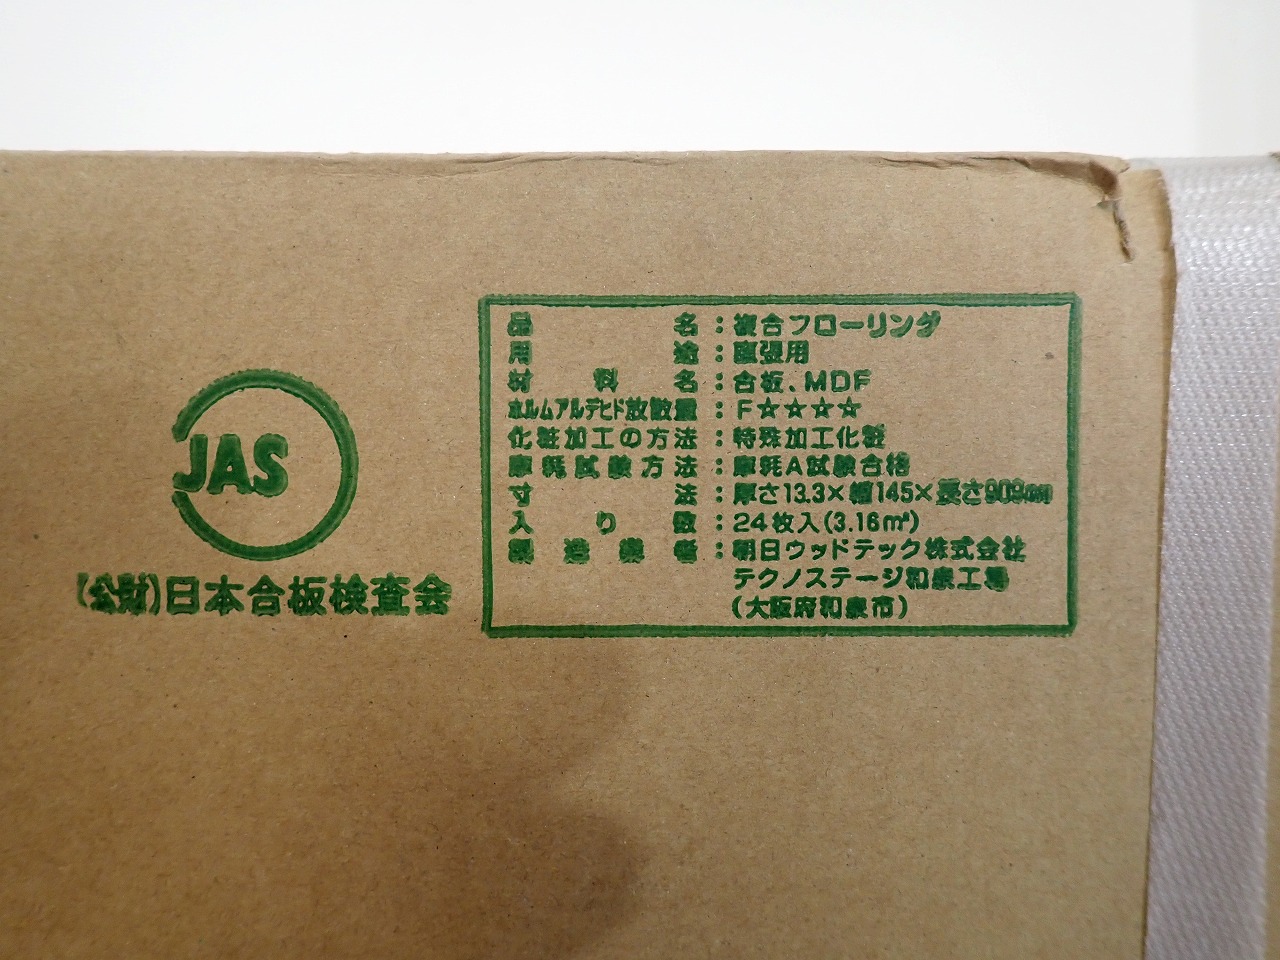 JAS
(公財)日本合板検査会
品名：複合フローリング
用途：直張用
材料名：合板、MDF
ホルムアルデヒド放散量：F☆☆☆☆
化粧加工の方法：特殊加工化粧
摩耗試験方法：摩耗A試験合格
寸法：厚さ13.3×幅145×長さ909mm
入り数：24枚入(3.16㎡)
製造業者：朝日ウッドテック株式会社
テクノステージ和泉工場
(大阪府和泉市)